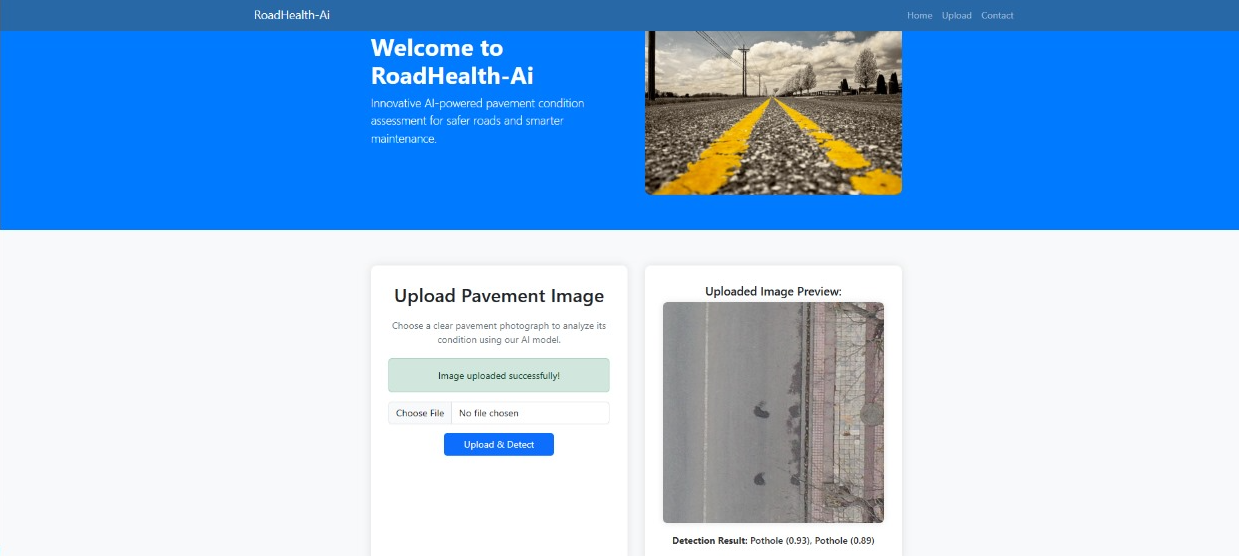 RoadHealth-Ai
Home Upload Contact
Welcome to
RoadHealth-Ai
Innovative AI-powered pavement condition
assessment for safer roads and smarter
maintenance.
Upload Pavement Image
Choose a clear pavement photograph to analyze its
condition using our AI model.
Image uploaded successfully!
Choose File No file chosen
Upload & Detect
Uploaded Image Preview:
Detection Result: Pothole (0.93), Pothole (0.89)